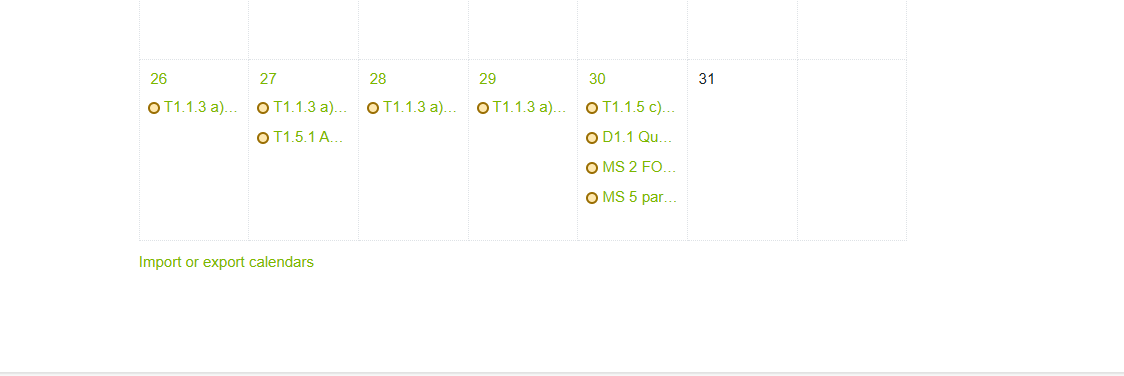 26
T1.1.3 a)...
27
T1.1.3 a)...
T1.5.1 A...
28
T1.1.3 a)...
29
T1.1.3 a)...
30
T1.1.5 c)...
D1.1 Qu...
MS 2 FO...
MS 5 par...
31
Import or export calendars